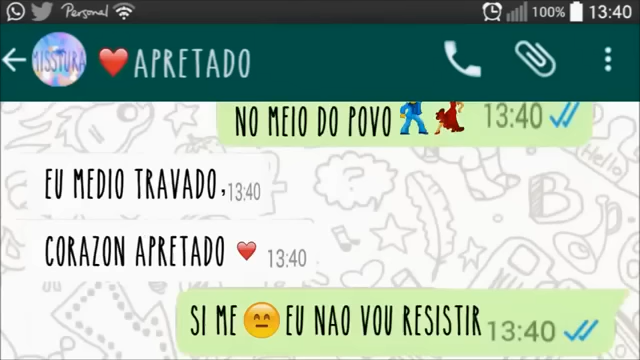 Personal 100% 13:40
MISSTURA ❤️APRETADO
NO MEIO DO POVO🕺💃 13:40
EU MEDIO TRAVADO, 13:40
CORAZON APRETADO ❤️ 13:40
SI ME 😊 EU NAO VOU RESISTIR 13:40
Hello
B